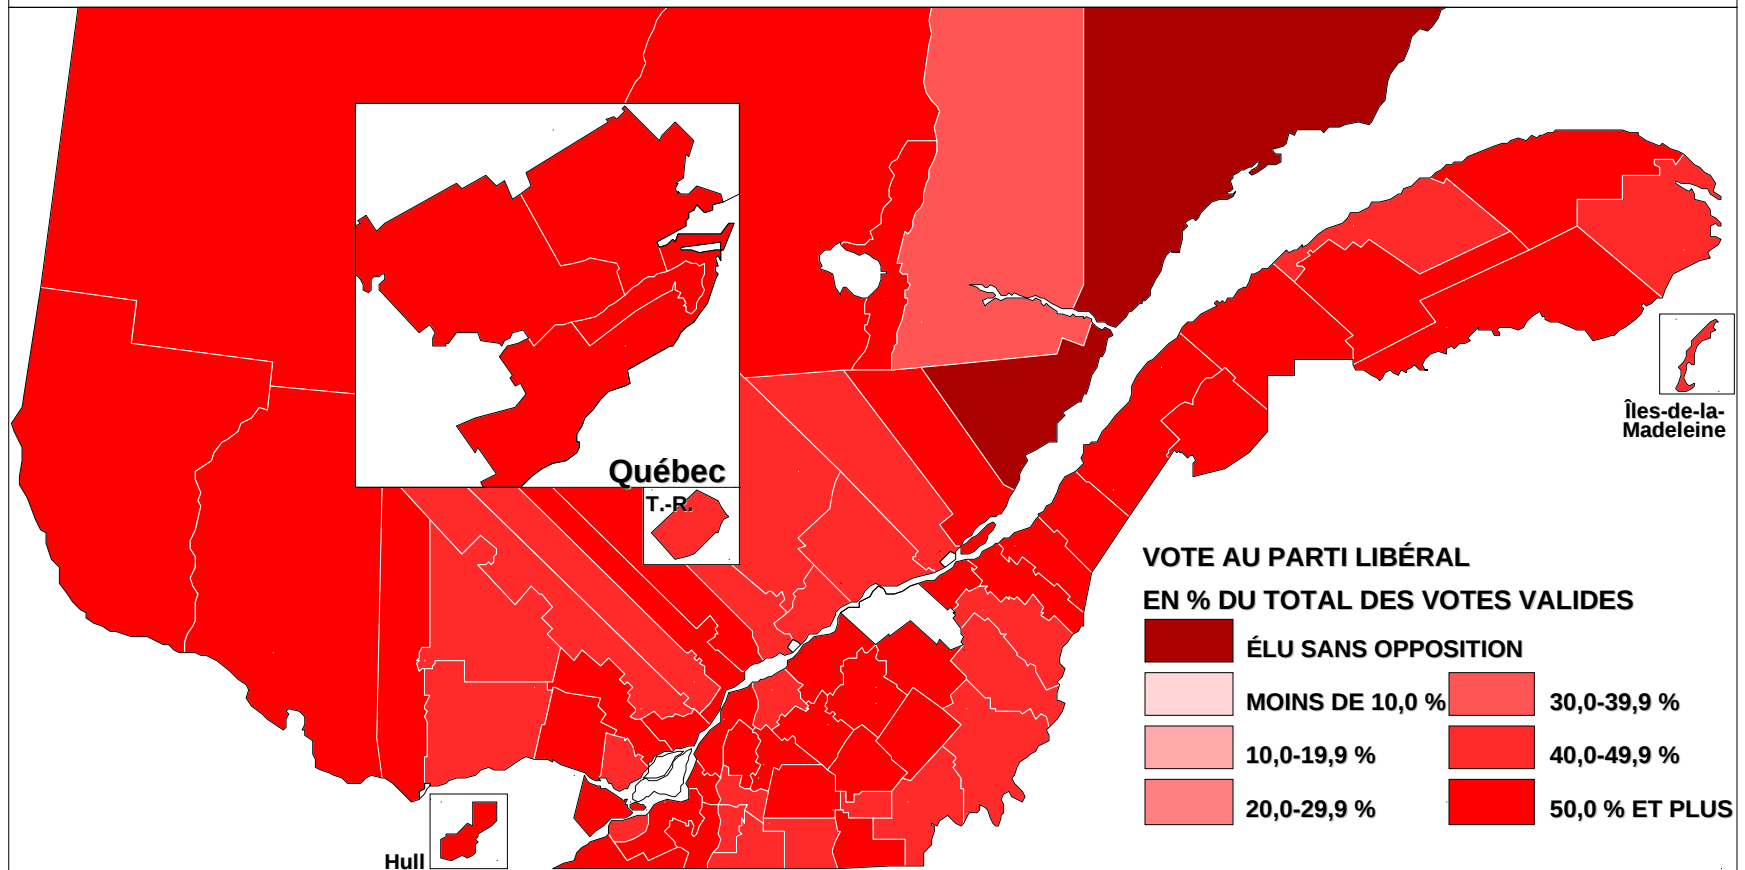 Québec
T.-R.
Îles-de-la-
Madeleine
VOTE AU PARTI LIBÉRAL
EN % DU TOTAL DES VOTES VALIDES
ÉLU SANS OPPOSITION
MOINS DE 10,0 %
30,0-39,9 %
10,0-19,9 %
40,0-49,9 %
20,0-29,9 %
50,0 % ET PLUS
Hull